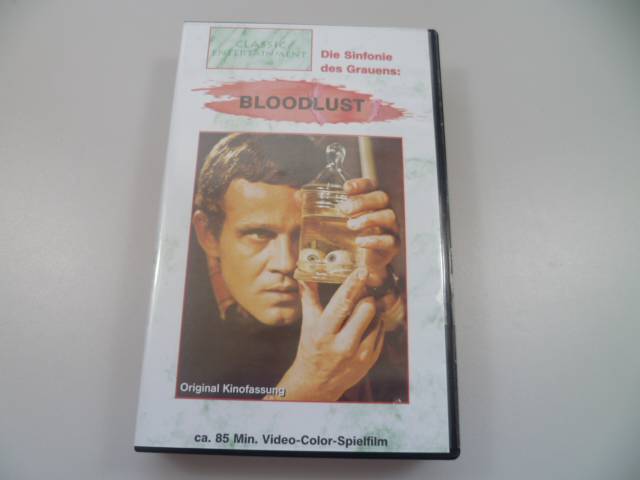 CLASSIC
ENTERTAINMENT
Die Sinfonie
des Grauens:
BLOODLUST
Original Kinofassung
ca. 85 Min. Video-Color-Spielfilm